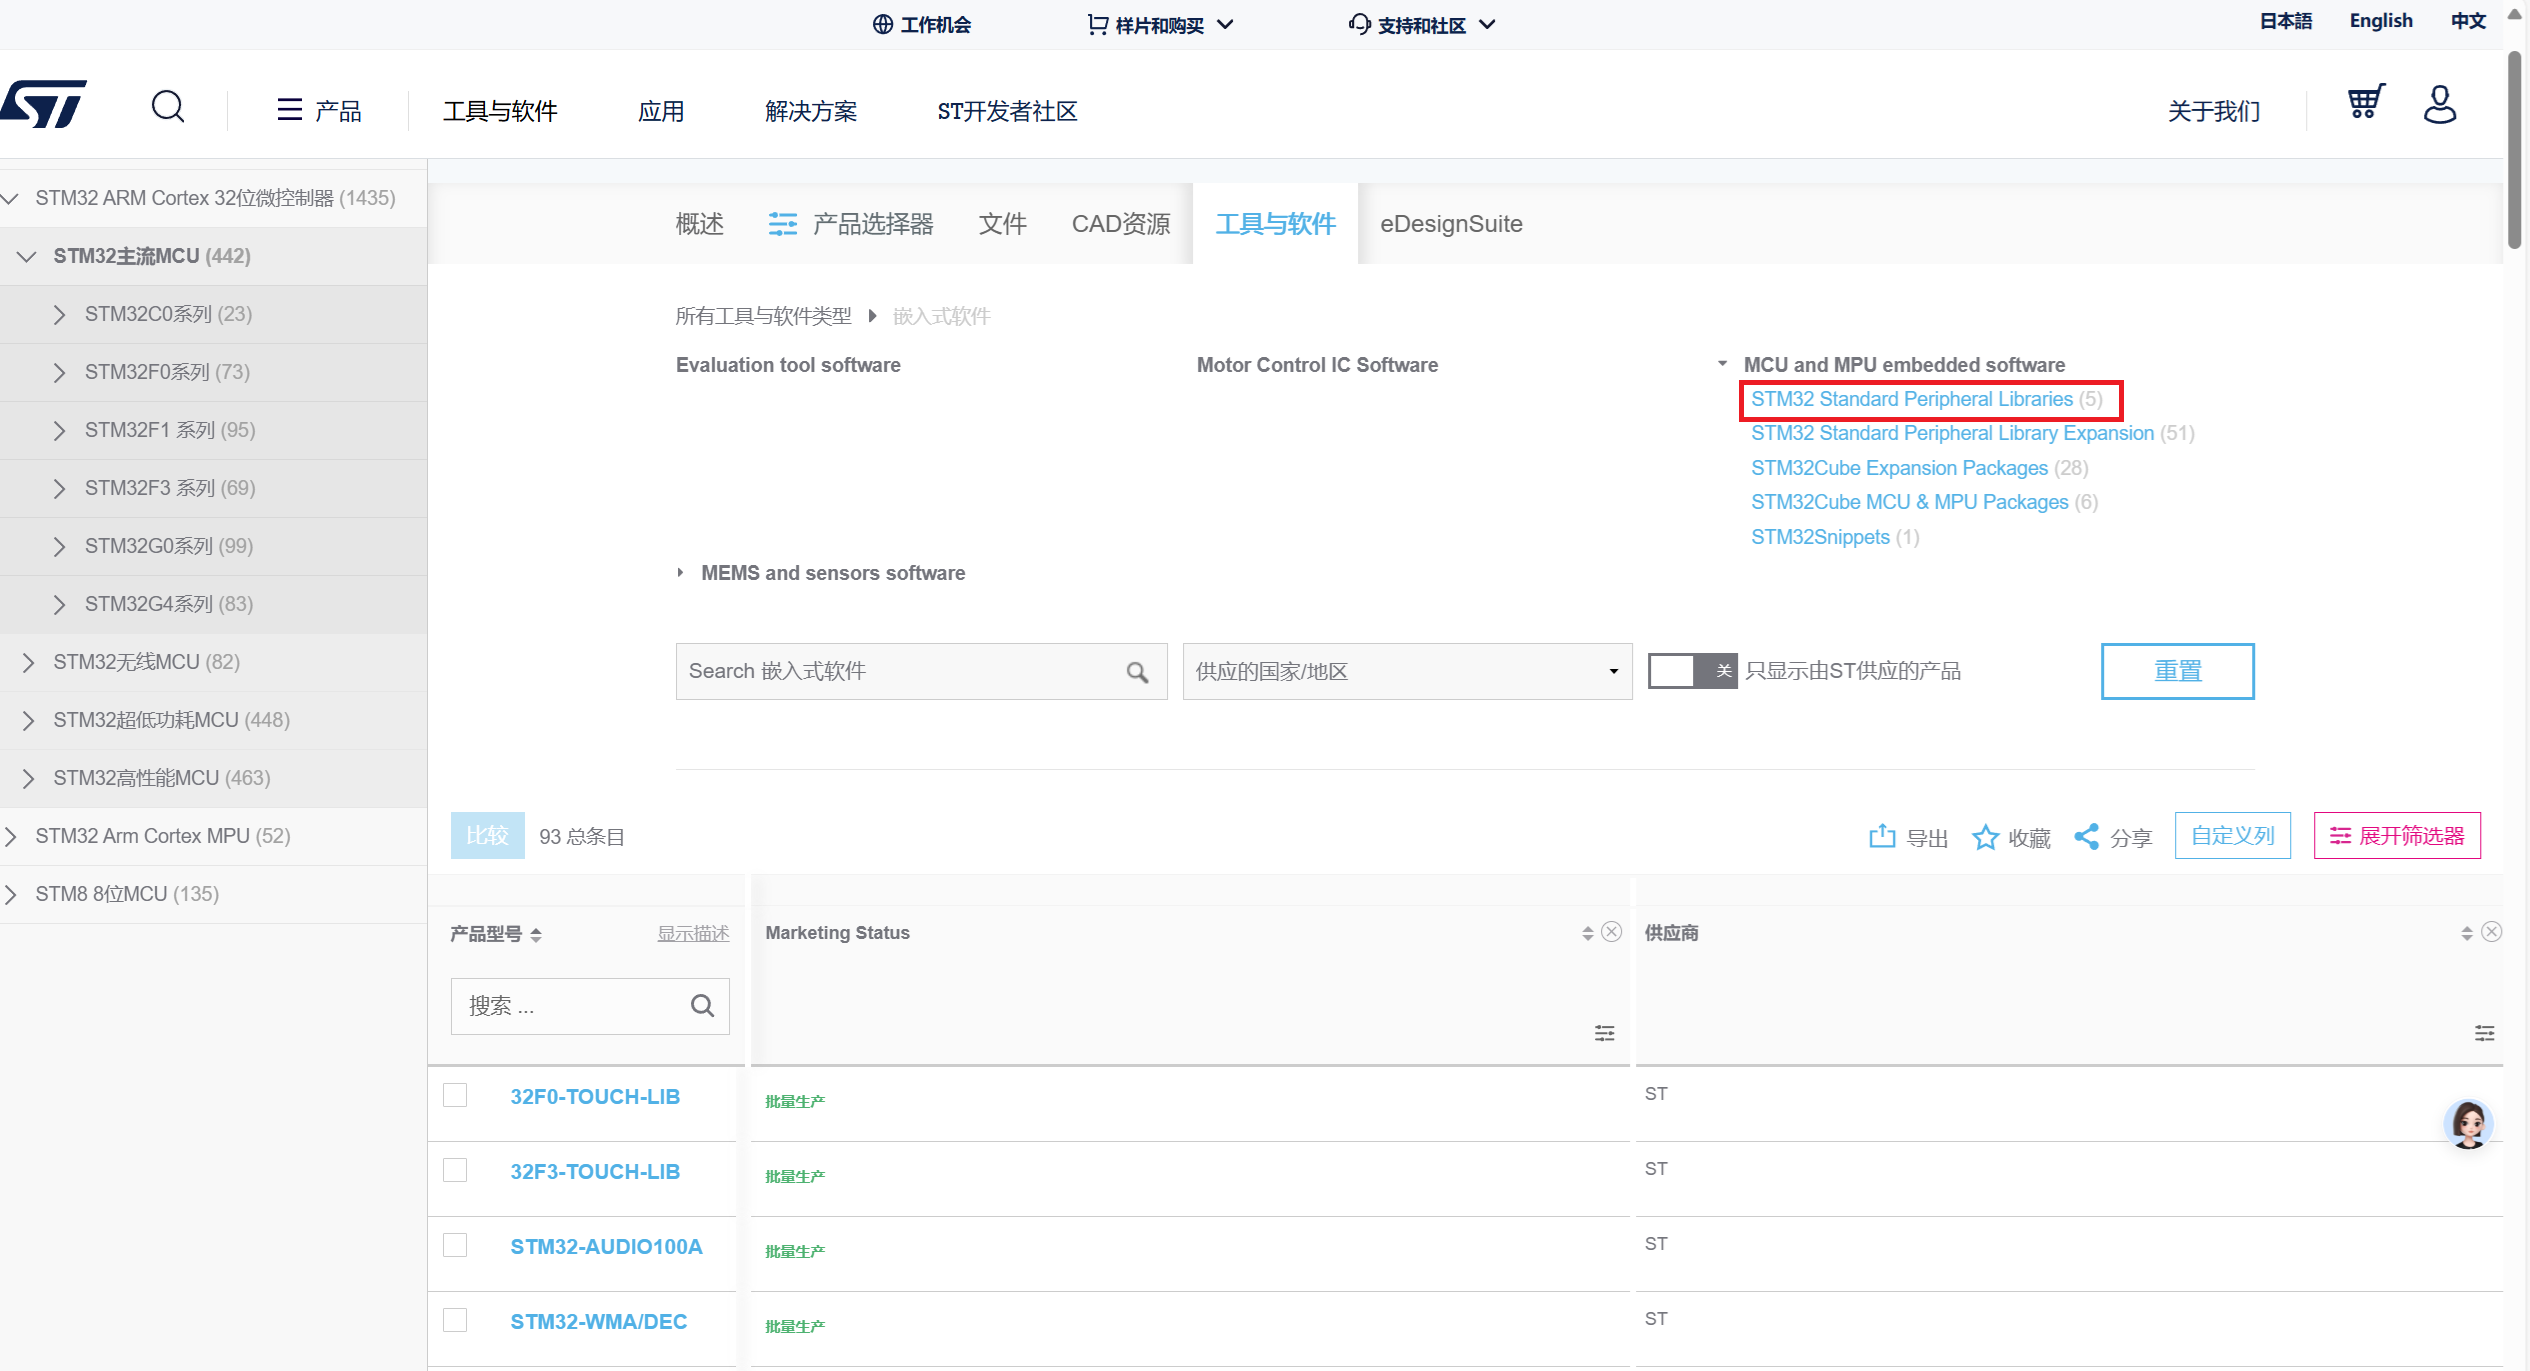 工作机会
样片和购买
支持和社区
日本語
English
中文
ST
产品
工具与软件
应用
解决方案
ST开发者社区
关于我们
STM32 ARM Cortex 32位微控制器 (1435)
STM32主流MCU (442)
STM32C0系列 (23)
STM32F0系列 (73)
STM32F1 系列 (95)
STM32F3 系列 (69)
STM32G0系列 (99)
STM32G4系列 (83)
STM32无线MCU (82)
STM32超低功耗MCU (448)
STM32高性能MCU (463)
STM32 Arm Cortex MPU (52)
STM8 8位MCU (135)
概述
产品选择器
文件
CAD资源
工具与软件
eDesignSuite
所有工具与软件类型
嵌入式软件
Evaluation tool software
Motor Control IC Software
MCU and MPU embedded software
STM32 Standard Peripheral Libraries (5)
STM32 Standard Peripheral Library Expansion (51)
STM32Cube Expansion Packages (28)
STM32Cube MCU & MPU Packages (6)
STM32Snippets (1)
MEMS and sensors software
Search 嵌入式软件
供应的国家/地区
关
只显示由ST供应的产品
重置
比较
93 总条目
导出
收藏
分享
自定义列
展开筛选器
产品型号
显示描述
Marketing Status
供应商
搜索 ...
32F0-TOUCH-LIB
批量生产
ST
32F3-TOUCH-LIB
批量生产
ST
STM32-AUDIO100A
批量生产
ST
STM32-WMA/DEC
批量生产
ST